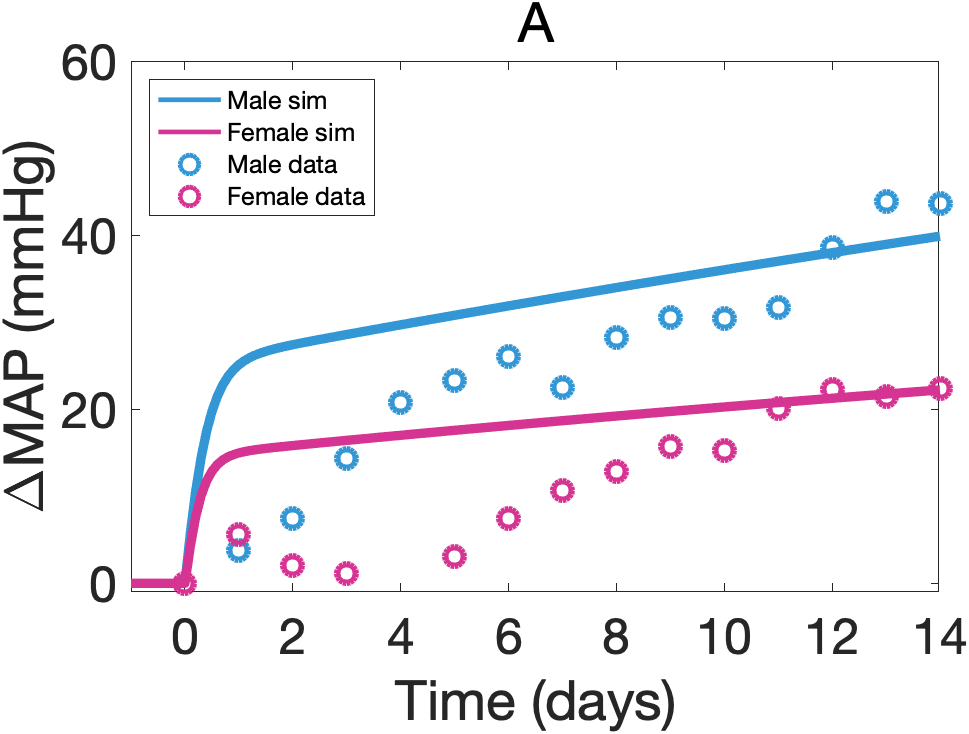 A
60
40
20
0
ΔMAP (mmHg)
Male sim
Female sim
Male data
Female data
0 2 4 6 8 10 12 14
Time (days)